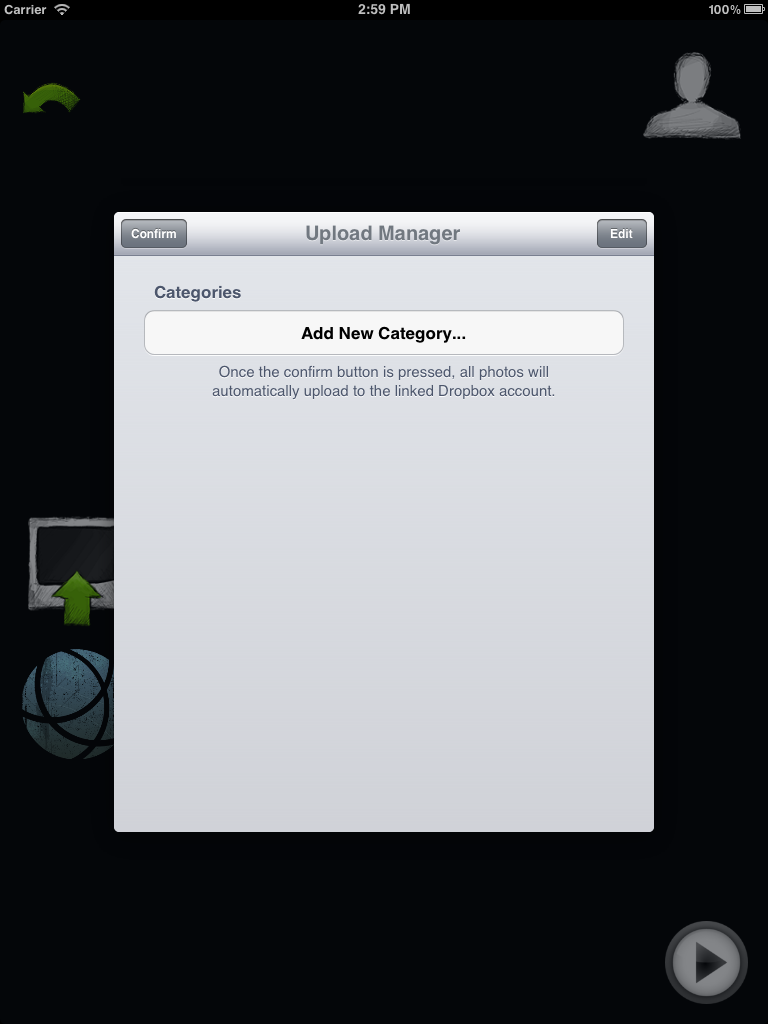 Carrier 2:59 PM 100%
Confirm Upload Manager Edit
Categories
Add New Category...
Once the confirm button is pressed, all photos will
automatically upload to the linked Dropbox account.